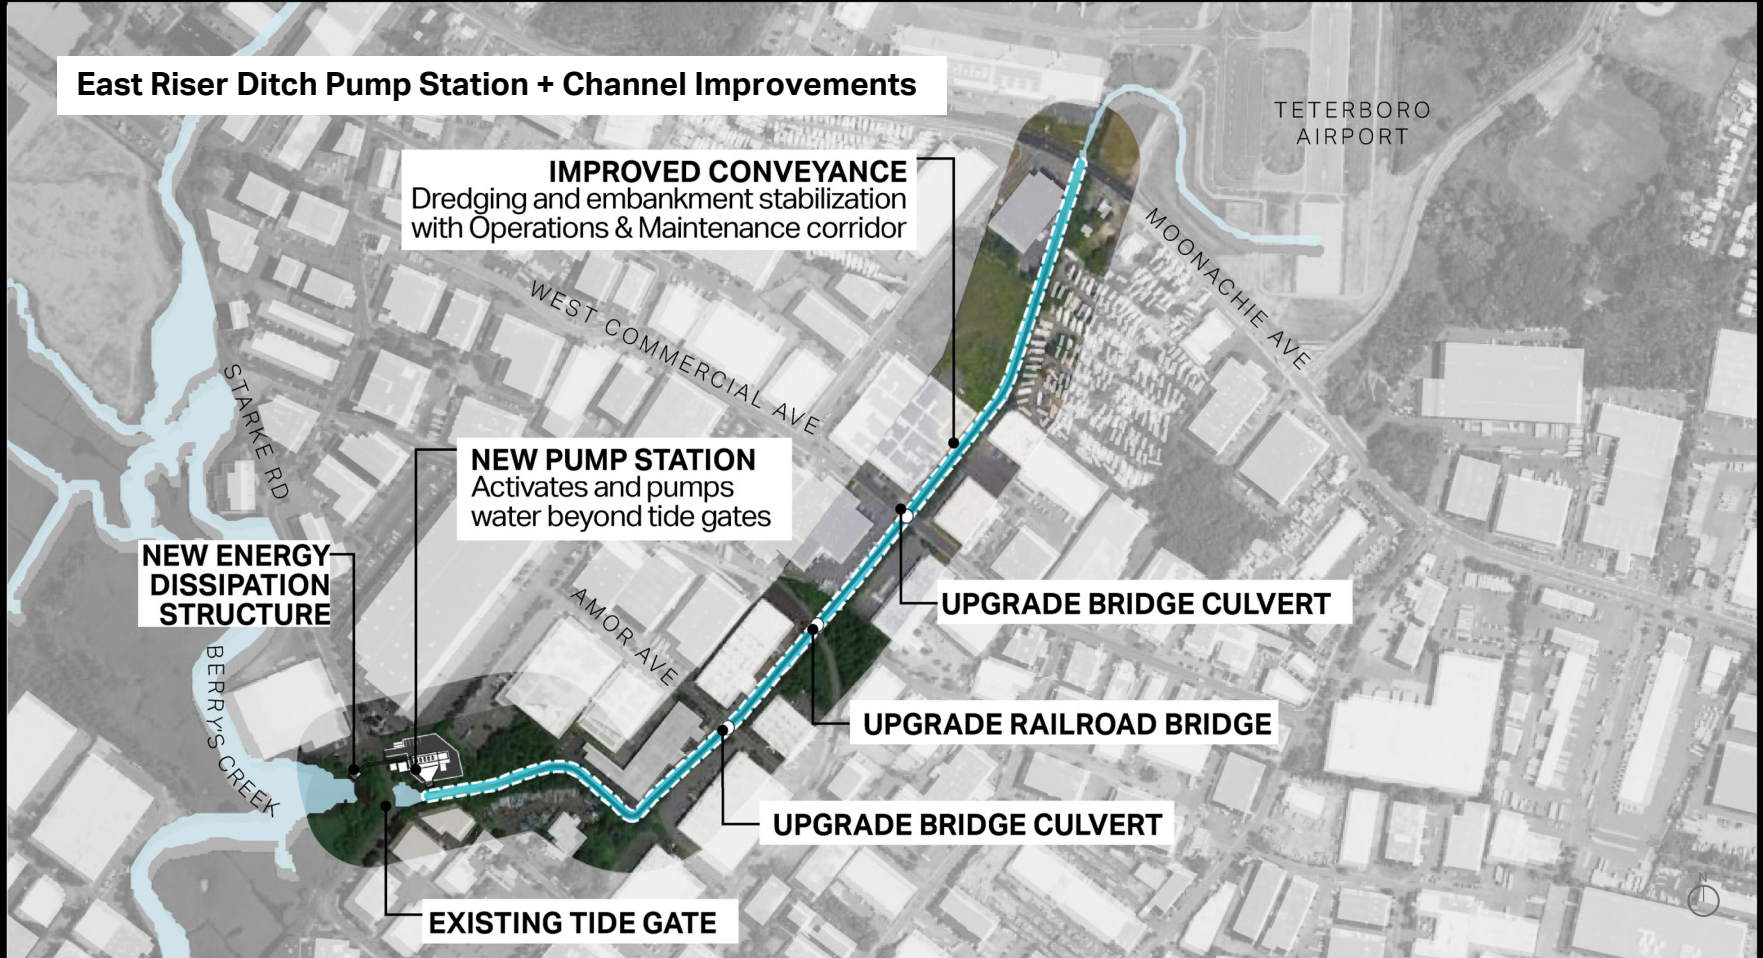 East Riser Ditch Pump Station + Channel Improvements
TETERBORO
AIRPORT
IMPROVED CONVEYANCE
Dredging and embankment stabilization
with Operations & Maintenance corridor
MOONACHIE AVE
WEST COMMERCIAL AVE
STARKE RD
NEW PUMP STATION
Activates and pumps
water beyond tide gates
NEW ENERGY
DISSIPATION
STRUCTURE
AMOR AVE
UPGRADE BRIDGE CULVERT
BERRY'S CREEK
UPGRADE RAILROAD BRIDGE
UPGRADE BRIDGE CULVERT
EXISTING TIDE GATE
N